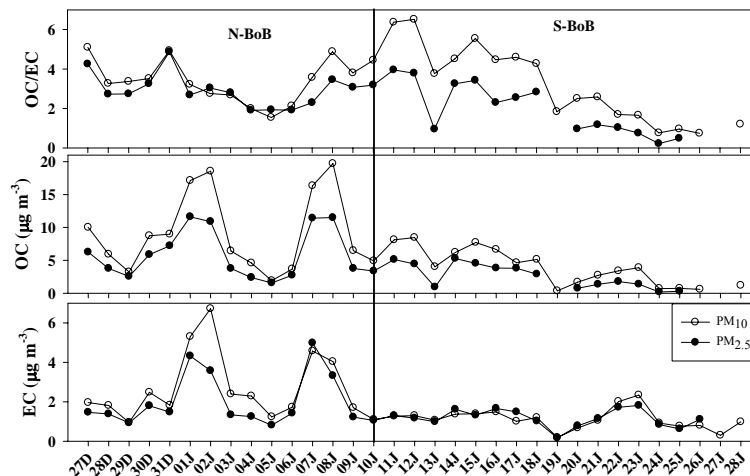 N-BoB S-BoB
OC/EC
6
4
2
0
OC (µg m⁻³)
20
15
10
5
0
EC (µg m⁻³)
6
4
2
0
PM₁₀
PM₂.₅
27D 28D 29D 30D 31D 01J 02J 03J 04J 05J 06J 07J 08J 09J 10J 11J 12J 13J 14J 15J 16J 17J 18J 19J 20J 21J 22J 23J 24J 25J 26J 27J 28J